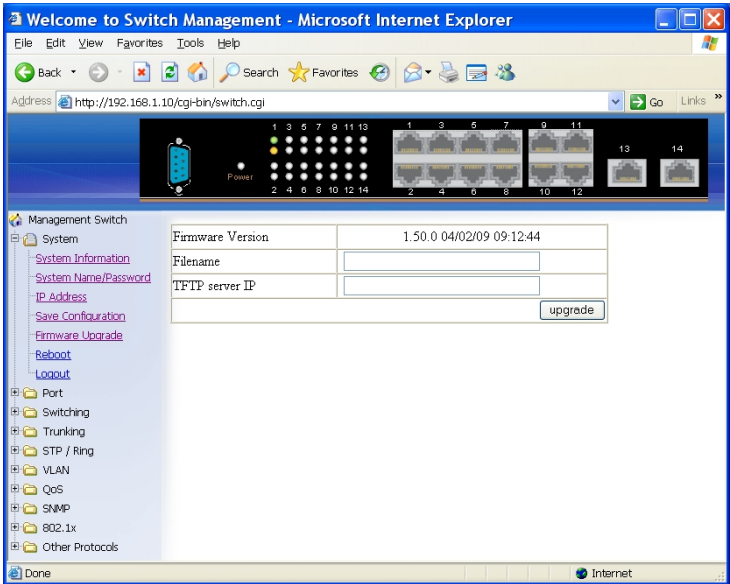 Welcome to Switch Management - Microsoft Internet Explorer
File Edit View Favorites Tools Help
Back Search Favorites
Address http://192.168.1.10/cgi-bin/switch.cgi Go Links »
1 3 5 7 9 11 13
Power
2 4 6 8 10 12 14
1 3 5 7 9 11
13 14
2 4 6 8 10 12
Management Switch
System
System Information
System Name/Password
IP Address
Save Configuration
Firmware Upgrade
Reboot
Logout
Port
Switching
Trunking
STP / Ring
VLAN
QoS
SNMP
802.1x
Other Protocols
Firmware Version 1.50.0 04/02/09 09:12:44
Filename
TFTP server IP
upgrade
Done Internet